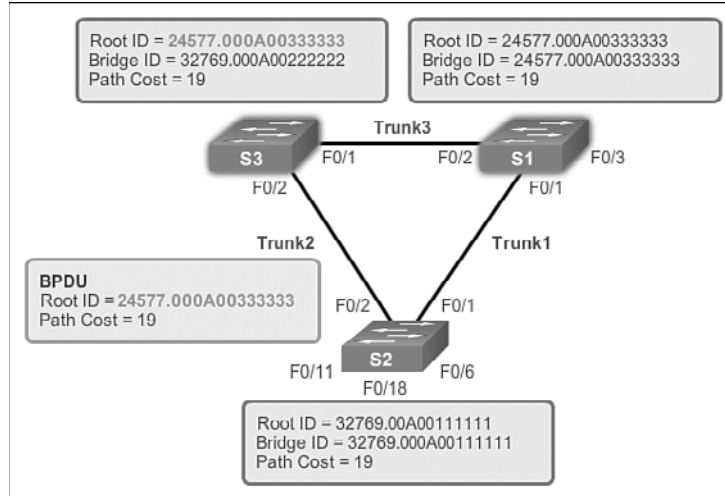 Root ID = 24577.000A00333333
Bridge ID = 32769.000A00222222
Path Cost = 19
Root ID = 24577.000A00333333
Bridge ID = 24577.000A00333333
Path Cost = 19
Trunk3
S3
F0/1
F0/2
S1
F0/3
F0/2
F0/1
Trunk2
Trunk1
BPDU
Root ID = 24577.000A00333333
Path Cost = 19
F0/2
F0/1
S2
F0/11
F0/6
F0/18
Root ID = 32769.00A00111111
Bridge ID = 32769.000A00111111
Path Cost = 19